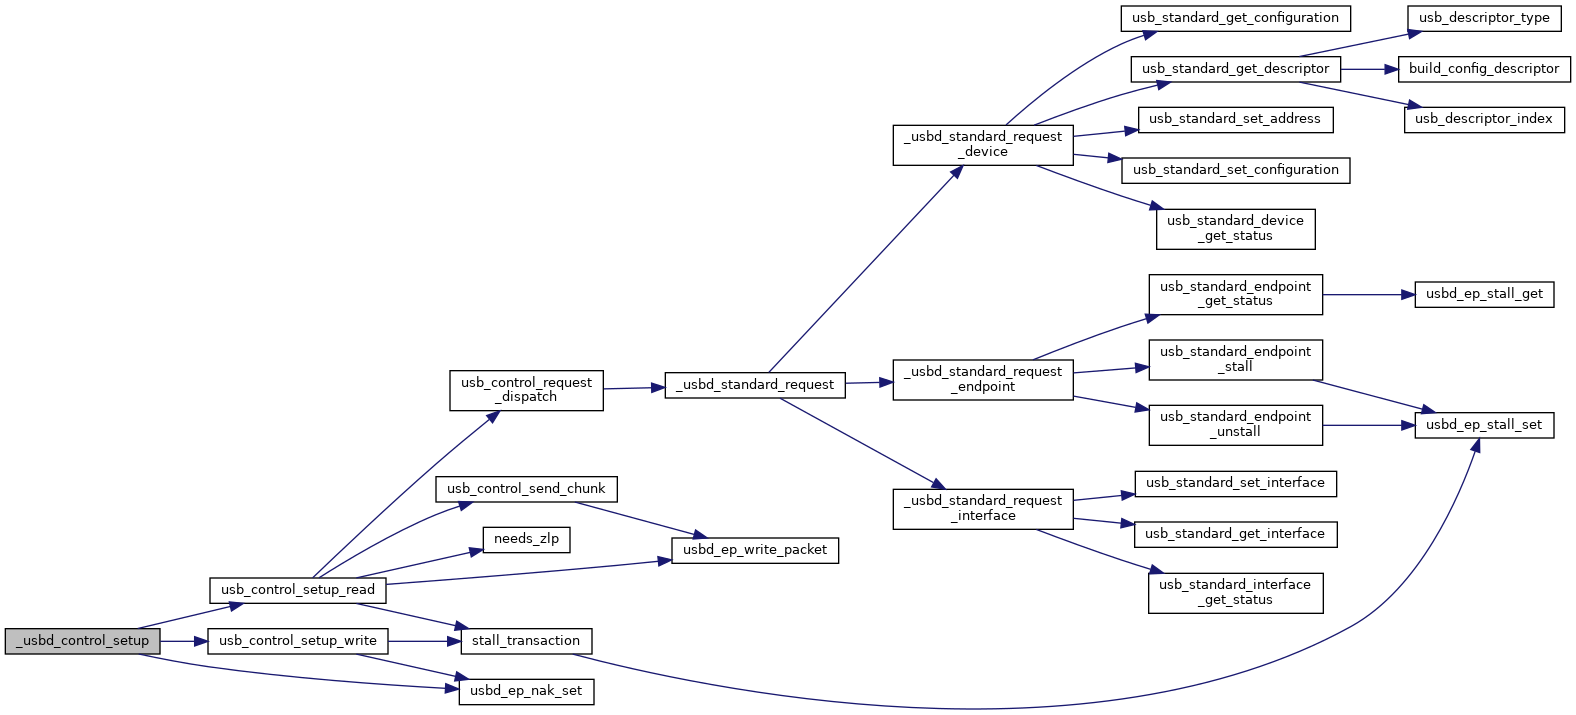 usb_standard_get_configuration
usb_descriptor_type
usb_standard_get_descriptor
build_config_descriptor
usb_standard_set_address
usb_descriptor_index
_usbd_standard_request
_device
usb_standard_set_configuration
usb_standard_device
_get_status
usb_standard_endpoint
_get_status
usbd_ep_stall_get
usb_standard_endpoint
_stall
usb_control_request
_dispatch
_usbd_standard_request
_usbd_standard_request
_endpoint
usb_standard_endpoint
_unstall
usbd_ep_stall_set
usb_control_send_chunk
_usbd_standard_request
_interface
usb_standard_set_interface
needs_zlp
usbd_ep_write_packet
usb_standard_get_interface
usb_control_setup_read
usb_standard_interface
_get_status
_usbd_control_setup
usb_control_setup_write
stall_transaction
usbd_ep_nak_set